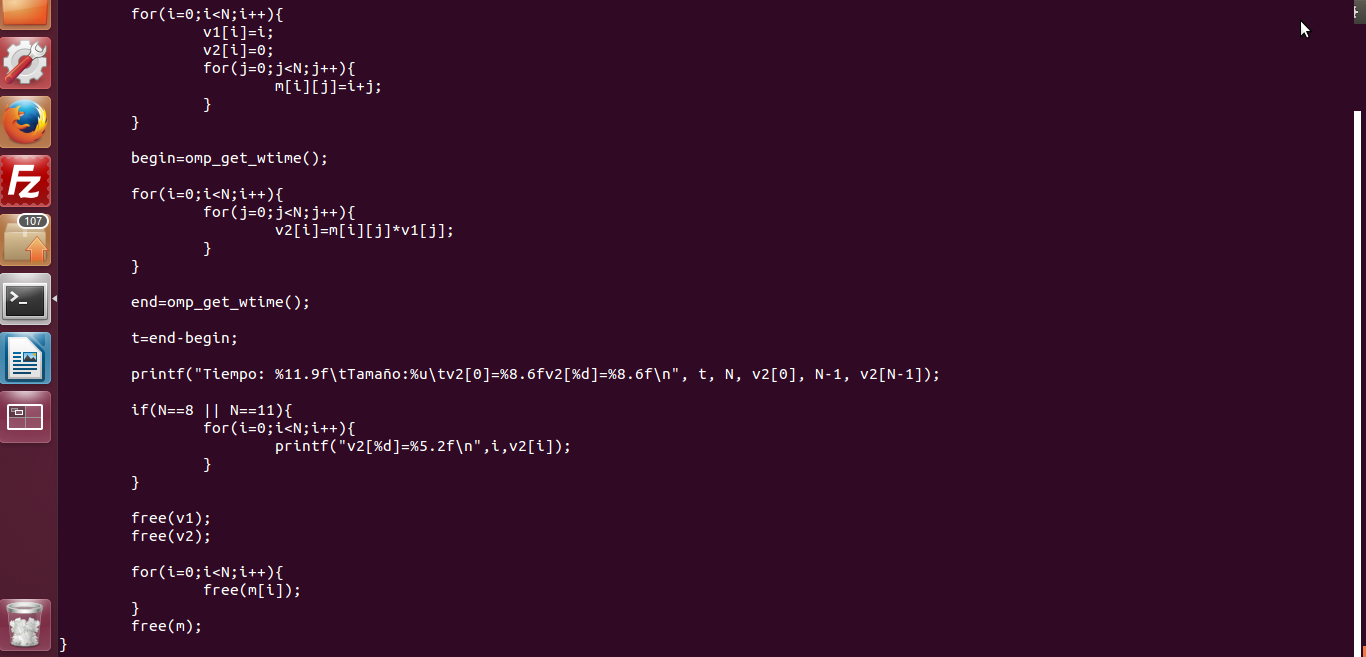 for(i=0;i<N;i++){
v1[i]=i;
v2[i]=0;
for(j=0;j<N;j++){
m[i][j]=i+j;
}
}
begin=omp_get_wtime();
for(i=0;i<N;i++){
for(j=0;j<N;j++){
v2[i]=m[i][j]*v1[j];
}
}
end=omp_get_wtime();
t=end-begin;
printf("Tiempo: %11.9f\tTamaño:%u\tv2[0]=%8.6fv2[%d]=%8.6f\n", t, N, v2[0], N-1, v2[N-1]);
if(N==8 || N==11){
for(i=0;i<N;i++){
printf("v2[%d]=%5.2f\n",i,v2[i]);
}
}
free(v1);
free(v2);
for(i=0;i<N;i++){
free(m[i]);
}
free(m);
}
Fz
107
>_